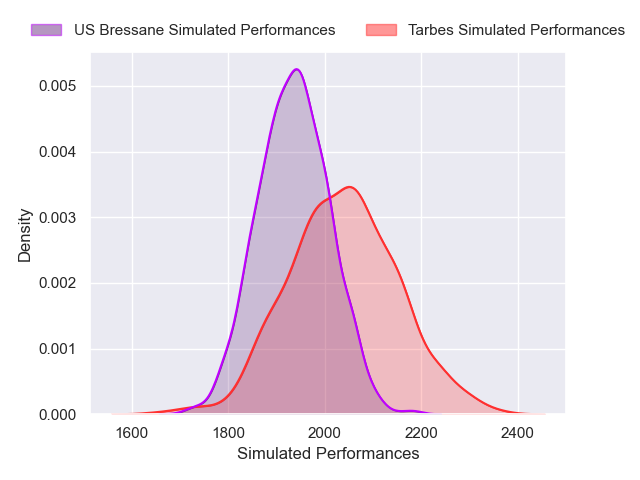 US Bressane Simulated Performances
Tarbes Simulated Performances
0.005
0.004
0.003
0.002
0.001
0.000
Density
1600
1800
2000
2200
2400
Simulated Performances